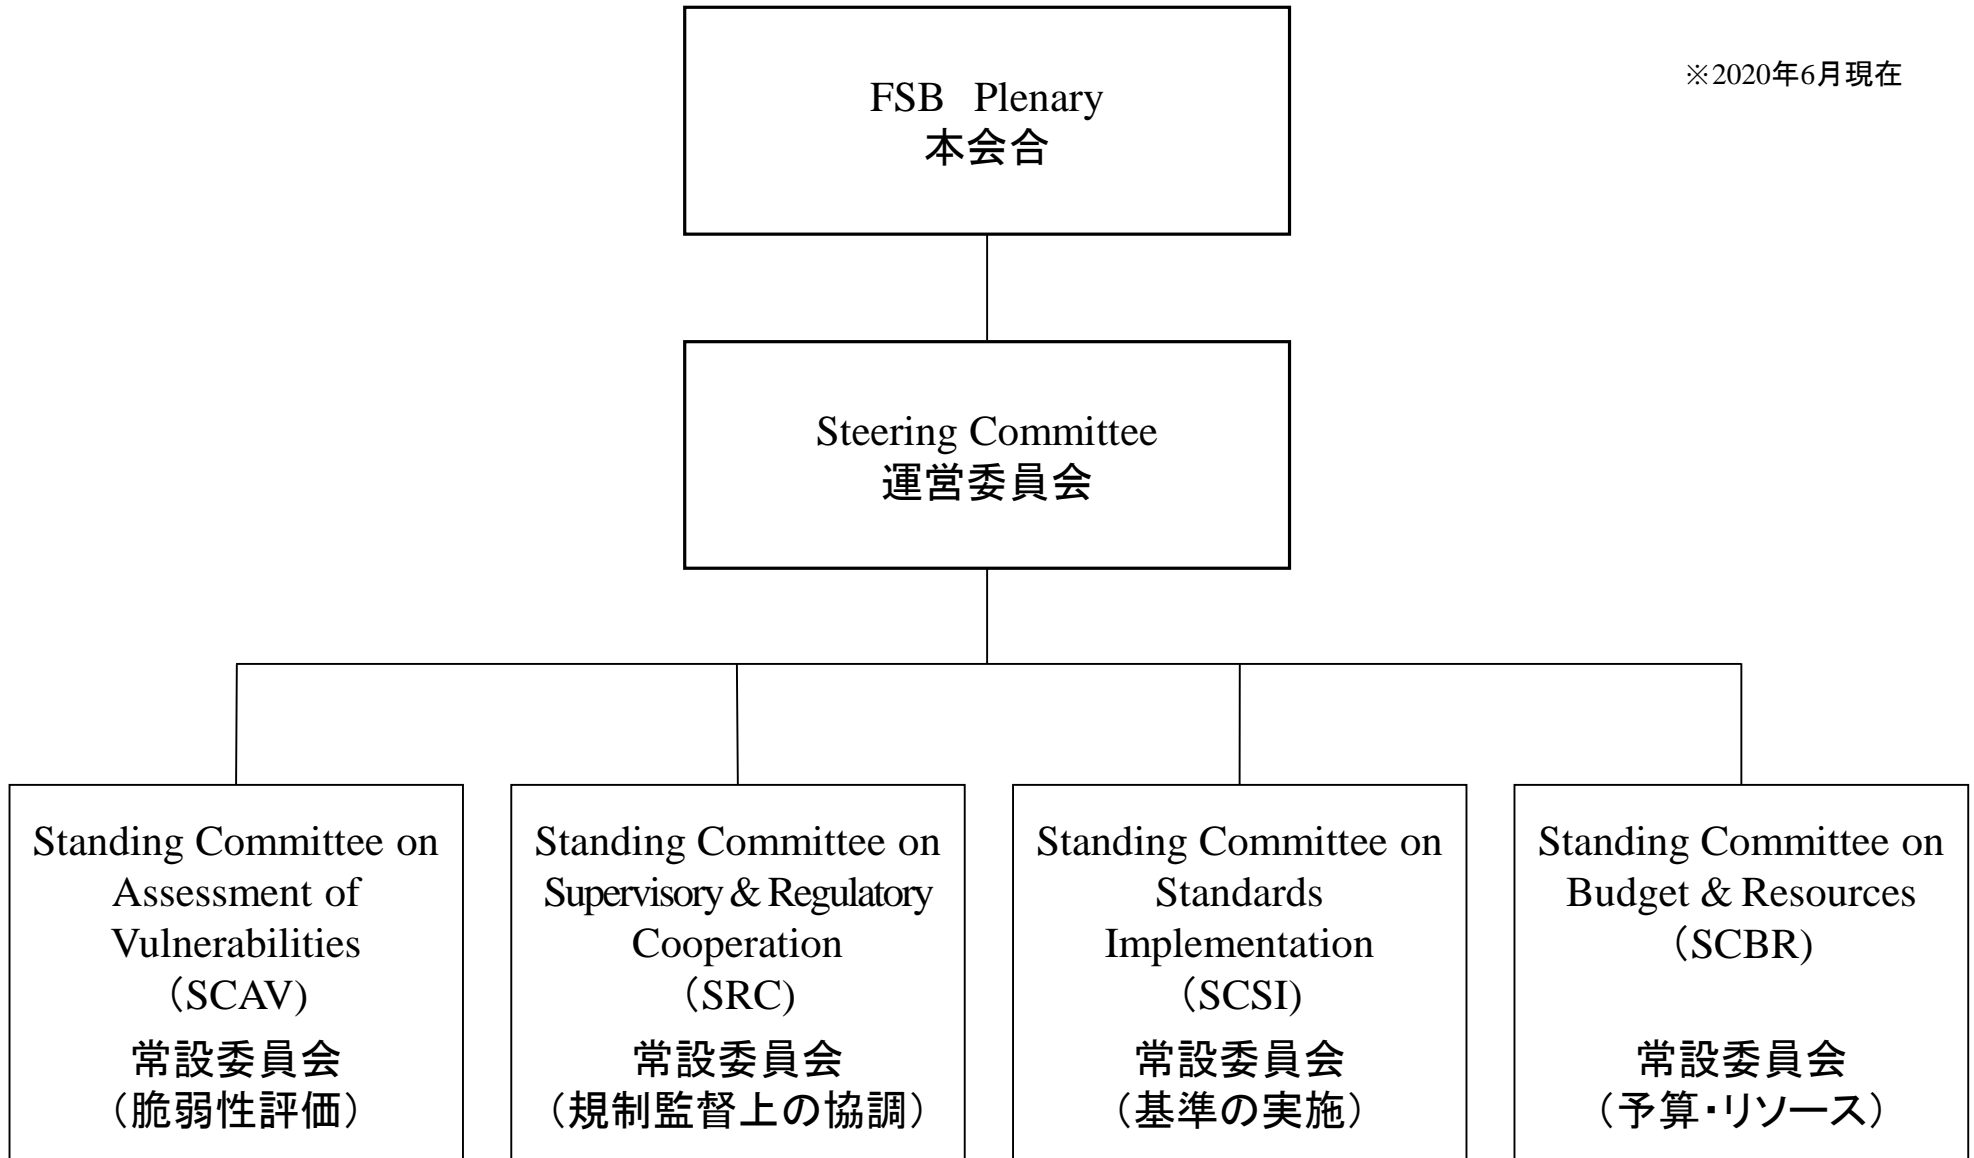 ※2020年6月現在
FSB Plenary
本会合
Steering Committee
運営委員会
Standing Committee on
Assessment of
Vulnerabilities
（SCAV)
常設委員会
（脆弱性評価）
Standing Committee on
Supervisory & Regulatory
Cooperation
（SRC)
常設委員会
（規制監督上の協調）
Standing Committee on
Standards
Implementation
（SCSI)
常設委員会
（基準の実施）
Standing Committee on
Budget & Resources
（SCBR)
常設委員会
（予算・リソース）